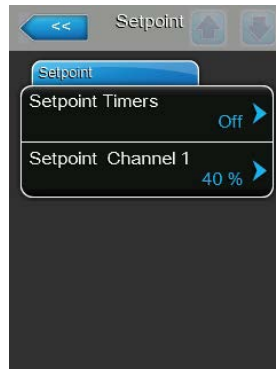 <<
Setpoint
Setpoint
Setpoint Timers
Off
Setpoint Channel 1
40 %